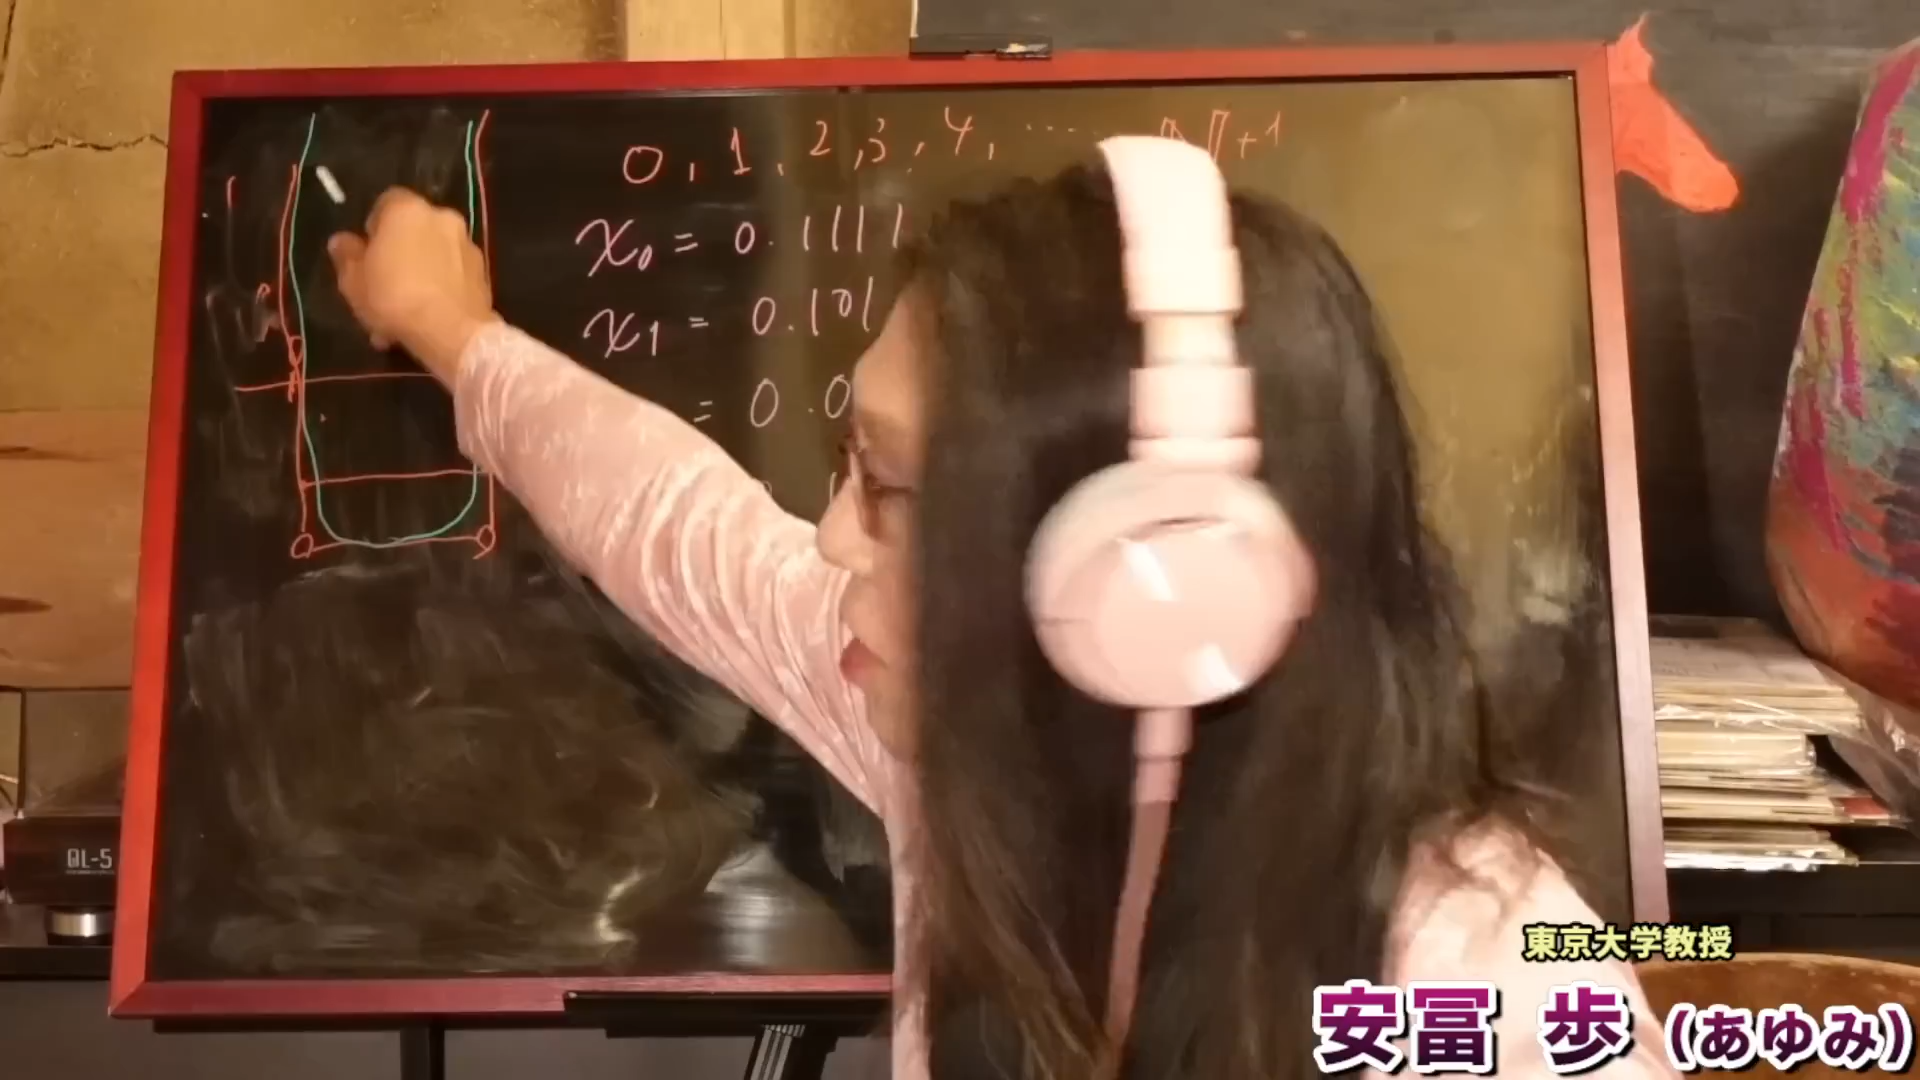 0, 1, 2, 3, 4, ..... n n+1
x₀ = 0.1111
x₁ = 0.101
= 0.0
QL-5
東京大学教授
安冨 歩 (あゆみ)